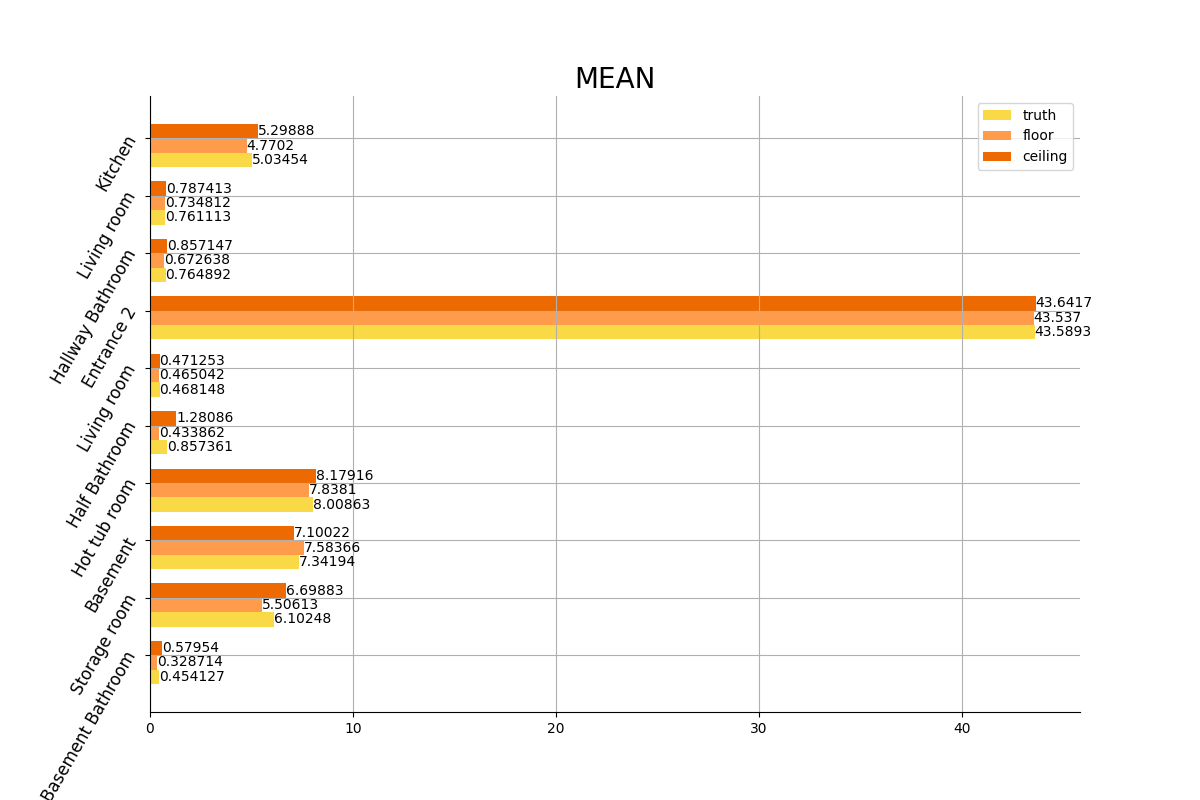 MEAN
truth
floor
ceiling
Kitchen
5.29888
4.7702
5.03454
Living room
0.787413
0.734812
0.761113
Hallway Bathroom
0.857147
0.672638
0.764892
Entrance 2
43.6417
43.537
43.5893
Living room
0.471253
0.465042
0.468148
Half Bathroom
1.28086
0.433862
0.857361
Hot tub room
8.17916
7.8381
8.00863
Basement
7.10022
7.58366
7.34194
Storage room
6.69883
5.50613
6.10248
Basement Bathroom
0.57954
0.328714
0.454127
0 10 20 30 40